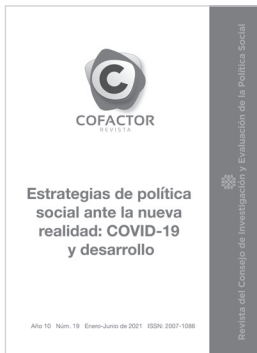 C
COFACTOR
REVISTA
Estrategias de política
social ante la nueva
realidad: COVID-19
y desarrollo
Año 10 Núm. 19 Enero-Junio de 2021 ISSN: 2007-1088
Revista del Consejo de Investigación y Evaluación de la Política Social